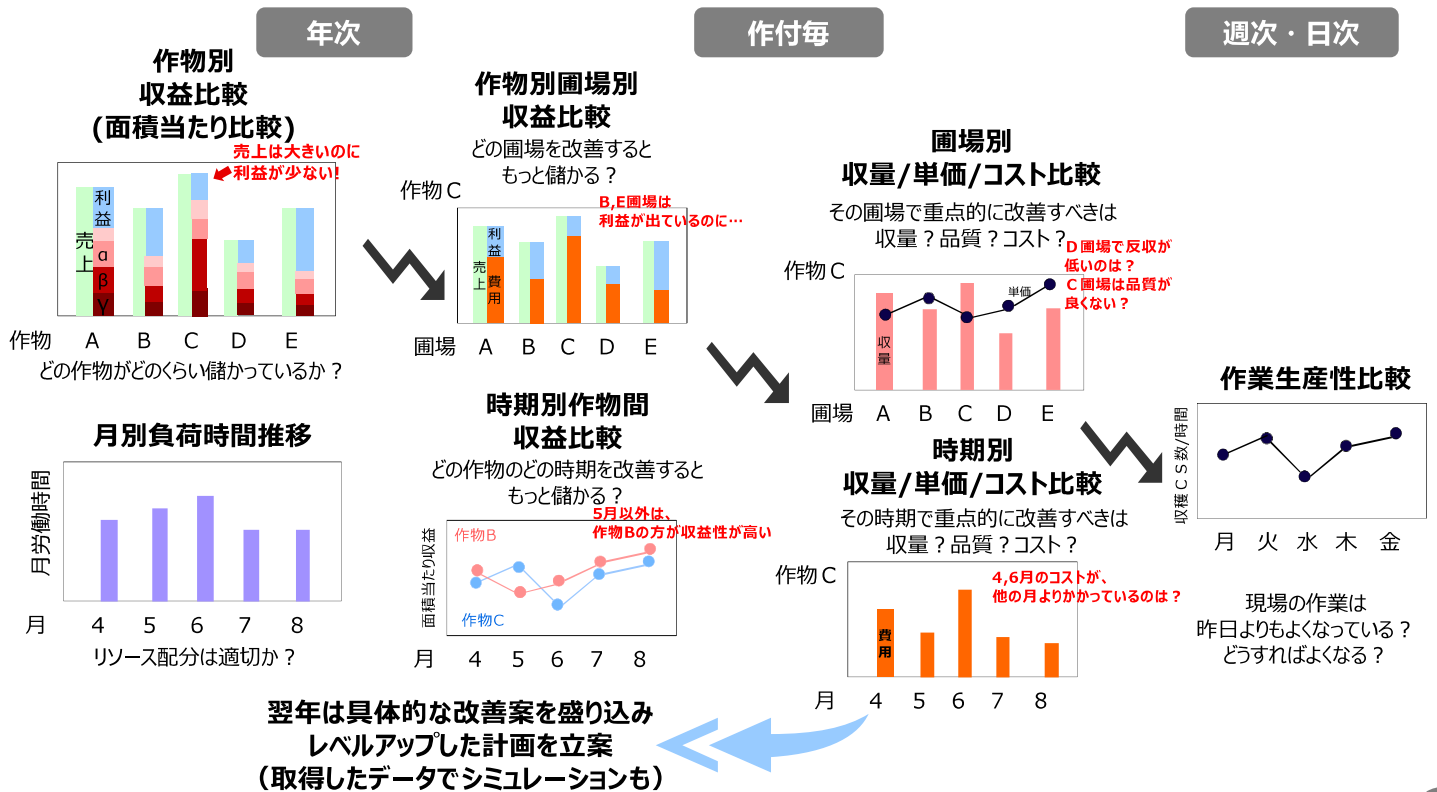 年次
作付毎
週次・日次
作物別
収益比較
(面積当たり比較)
売上は大きいのに
利益が少ない!
利益
売上
α
β
γ
作物 A B C D E
どの作物がどのくらい儲かっているか？
月別負荷時間推移
月労働時間
月 4 5 6 7 8
リソース配分は適切か？
作物別圃場別
収益比較
どの圃場を改善すると
もっと儲かる？
作物C
B,E圃場は
利益が出ているのに…
利益
売上
費用
圃場 A B C D E
時期別作物間
収益比較
どの作物のどの時期を改善すると
もっと儲かる？
5月以外は、
作物Bの方が収益性が高い
面積当たり収益
作物B
作物C
月 4 5 6 7 8
圃場別
収量/単価/コスト比較
その圃場で重点的に改善すべきは
収量？品質？コスト？
作物C
D圃場で反収が
低いのは？
C圃場は品質が
良くない？
単価
収量
圃場 A B C D E
時期別
収量/単価/コスト比較
その時期で重点的に改善すべきは
収量？品質？コスト？
作物C
4,6月のコストが、
他の月よりかかっているのは？
費用
月 4 5 6 7 8
作業生産性比較
収穫CS数/時間
月 火 水 木 金
現場の作業は
昨日よりもよくなっている？
どうすればよくなる？
翌年は具体的な改善案を盛り込み
レベルアップした計画を立案
（取得したデータでシミュレーションも）